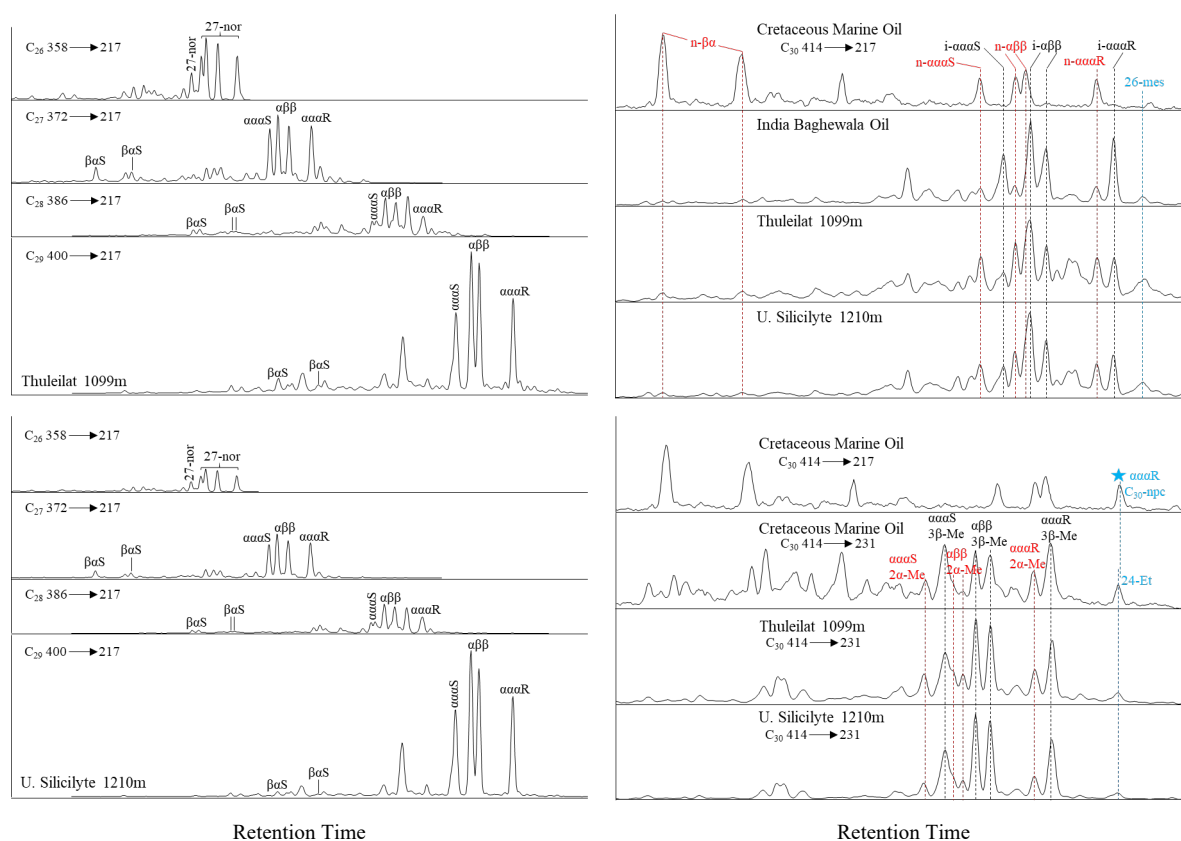 27-nor
C₂₆ 358→217
27-nor
C₂₇ 372→217
βαS
βαS
αααS
αββ
αααR
C₂₈ 386→217
βαS
βαS
αααS
αββ
αααR
C₂₉ 400→217
βαS
βαS
αααS
αββ
αααR
Thuleilat 1099m
Cretaceous Marine Oil
C₃₀ 414→217
n-βα
n-αααS
i-αααS
n-αββ
i-αββ
n-αααR
i-αααR
26-mes
India Baghewala Oil
Thuleilat 1099m
U. Silicilyte 1210m
C₂₆ 358→217
27-nor
27-nor
C₂₇ 372→217
βαS
βαS
αααS
αββ
αααR
C₂₈ 386→217
βαS
βαS
αααS
αββ
αααR
C₂₉ 400→217
βαS
βαS
αααS
αββ
αααR
U. Silicilyte 1210m
Retention Time
Cretaceous Marine Oil
C₃₀ 414→217
★ αααR
C₃₀-npc
Cretaceous Marine Oil
C₃₀ 414→231
αααS
2α-Me
αααS
3β-Me
αββ
2α-Me
αββ
3β-Me
αααR
2α-Me
αααR
3β-Me
24-Et
Thuleilat 1099m
C₃₀ 414→231
U. Silicilyte 1210m
C₃₀ 414→231
Retention Time